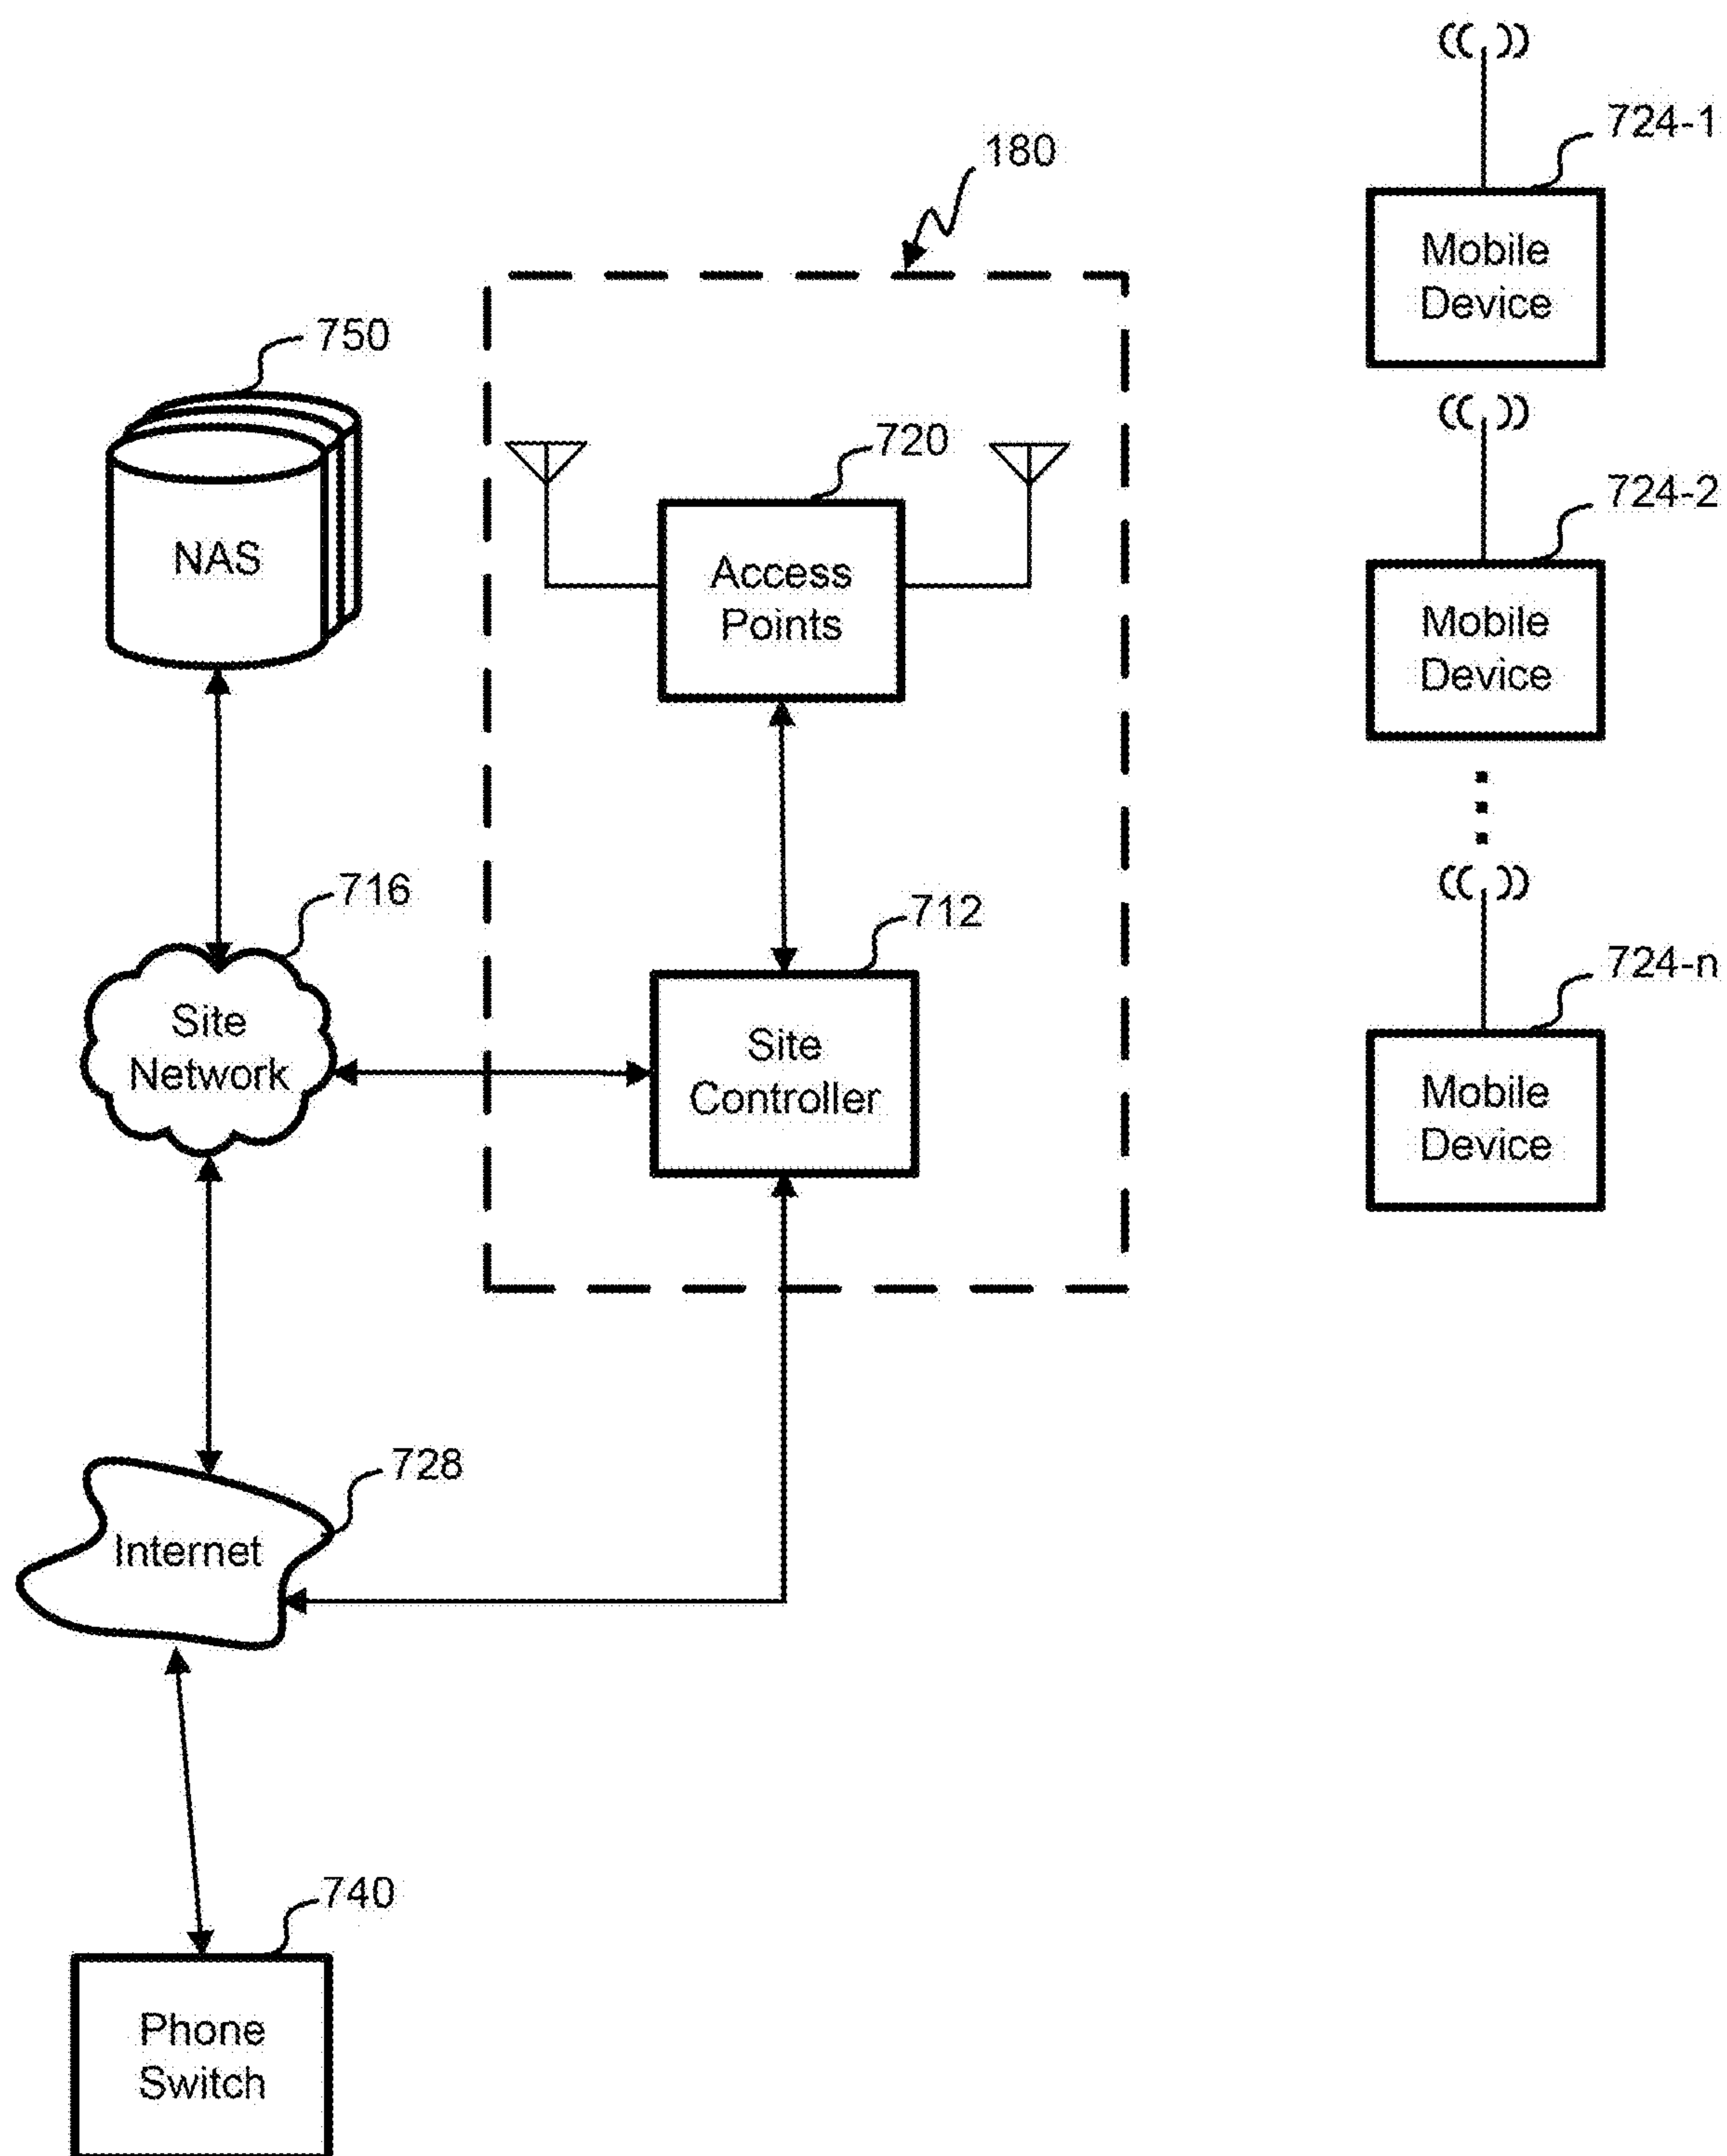 724-1
180
Mobile
Device
750
720
724-2
NAS
Access
Points
Mobile
Device
716
712
724-n
Site
Network
Site
Controller
Mobile
Device
728
Internet
740
Phone
Switch